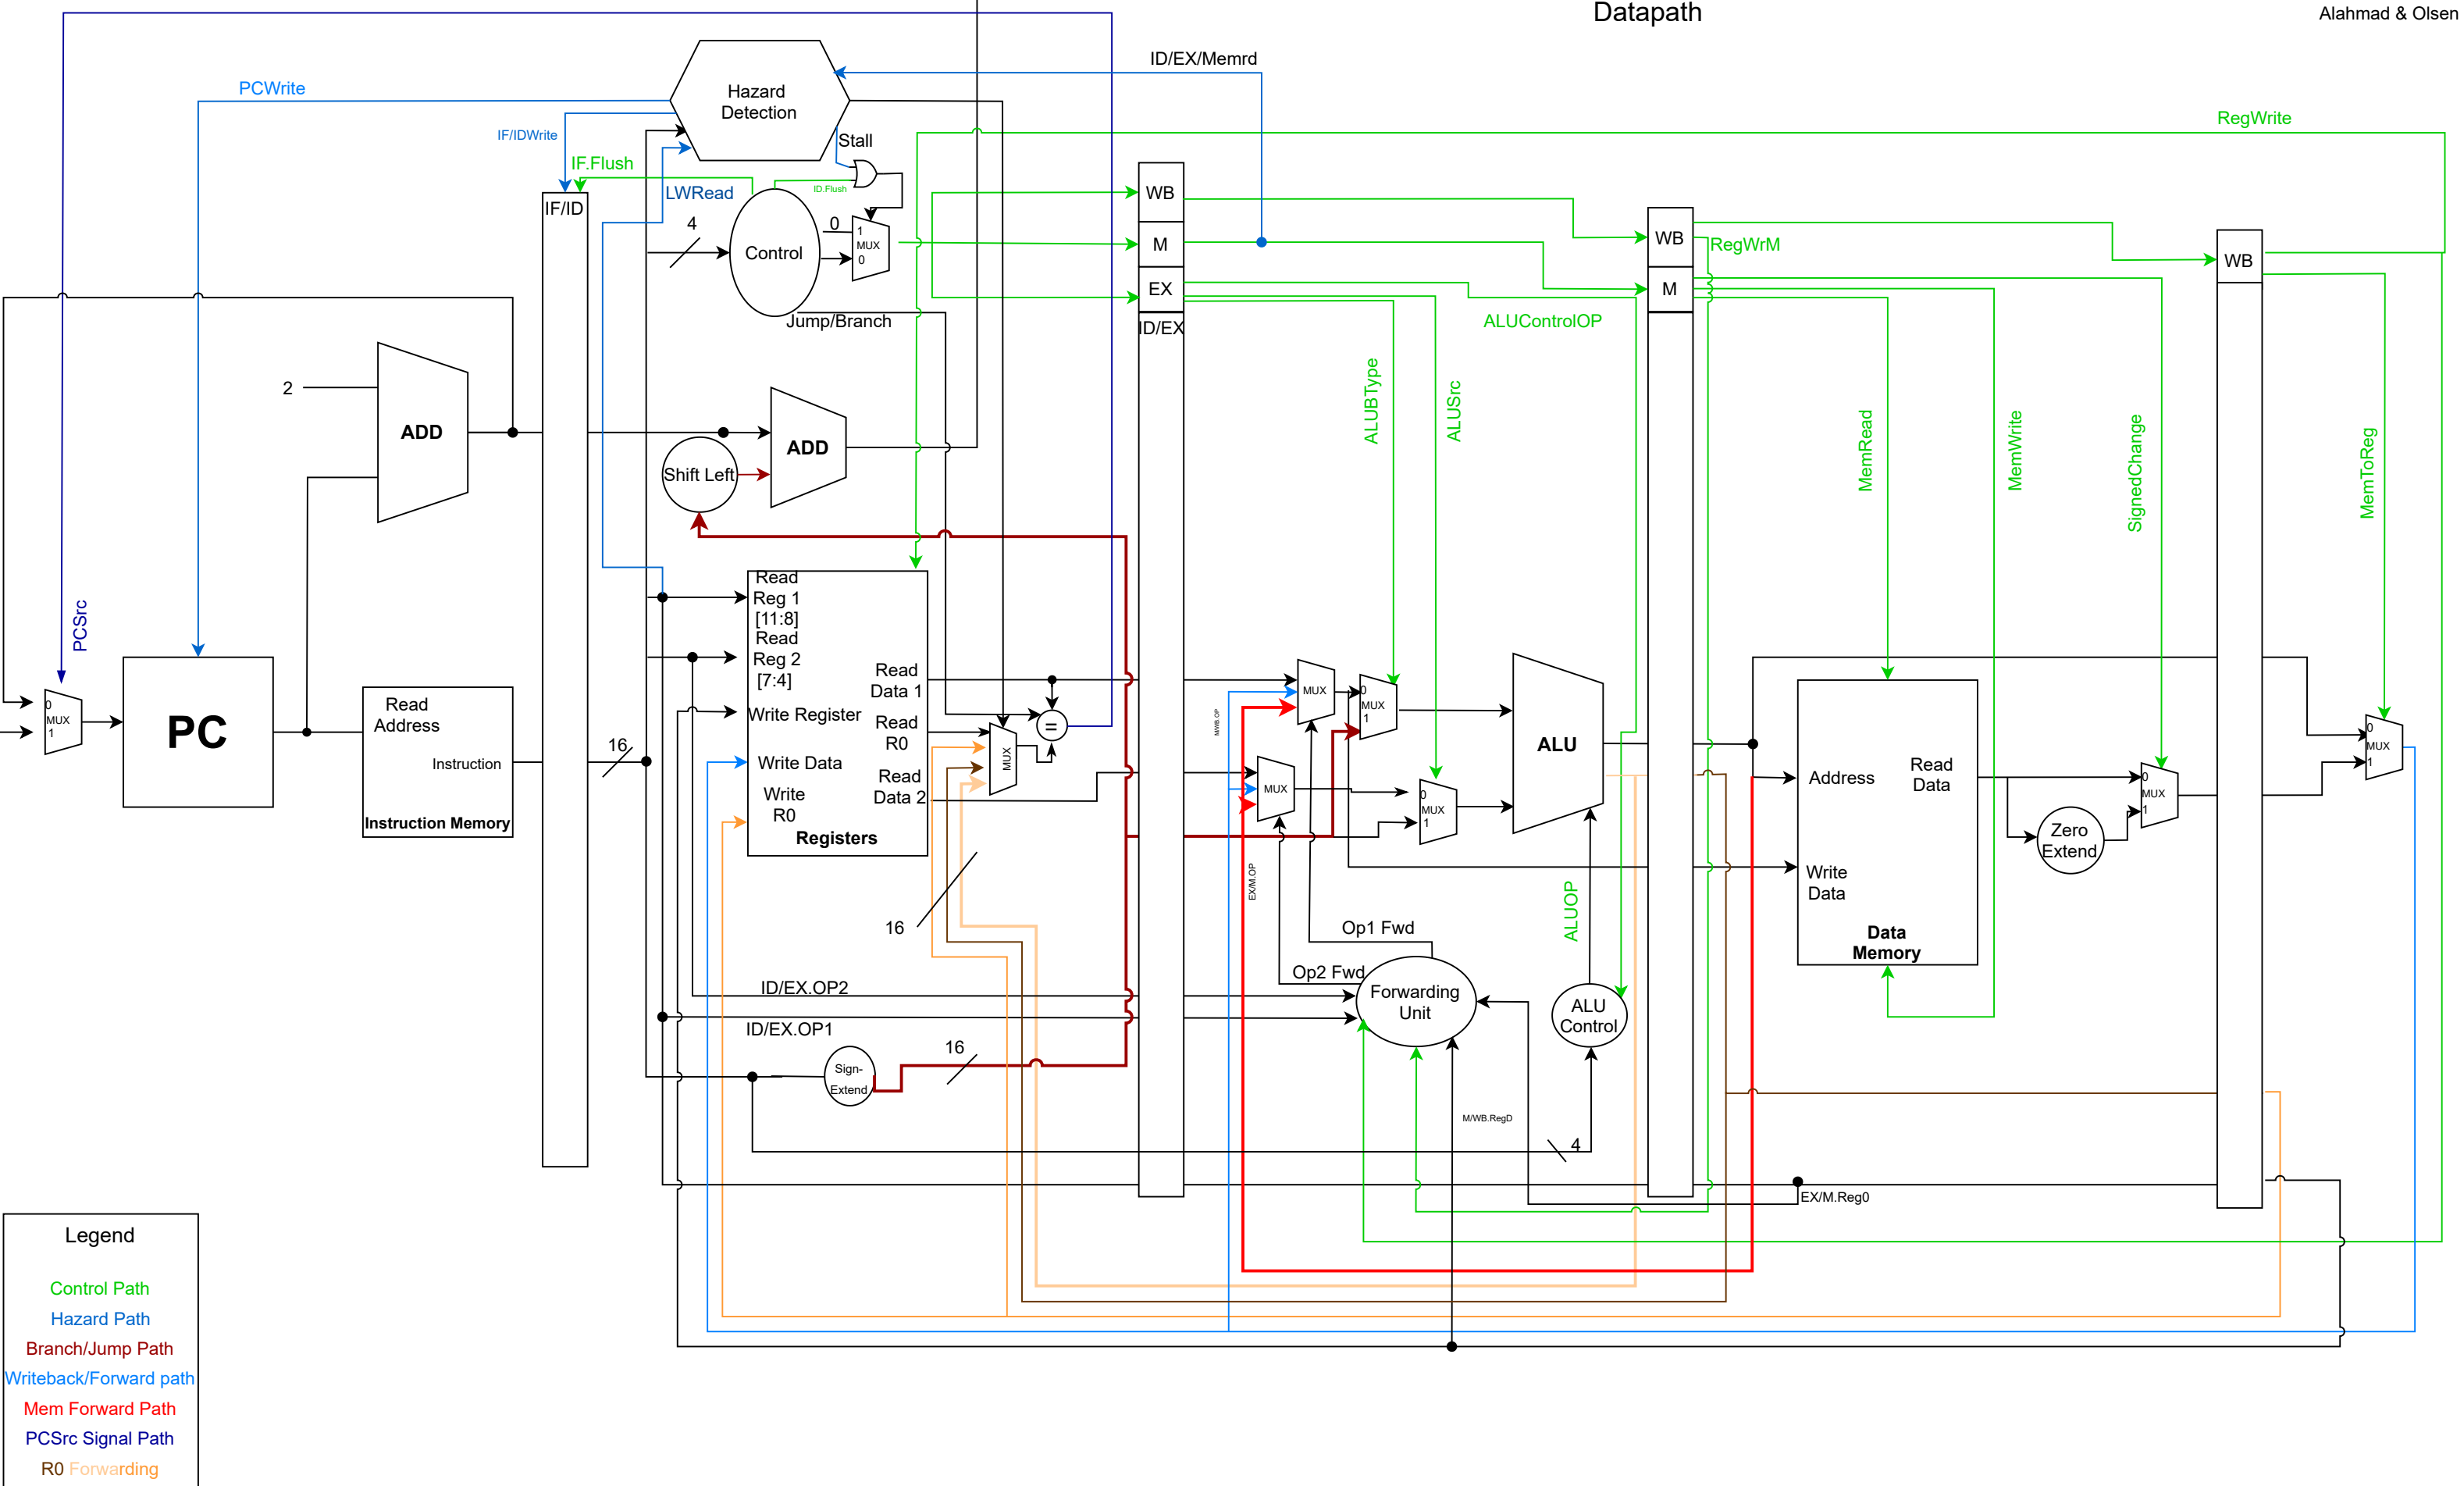 Datapath
Alahmad & Olsen
ID/EX/Memrd
PCWrite
Hazard
Detection
RegWrite
IF/IDWrite
Stall
IF.Flush
ID.Flush
LWRead
IF/ID
4
Control
0
1
MUX
0
WB
M
EX
ID/EX
Jump/Branch
WB
M
RegWrM
WB
ALUControlOP
2
ADD
ADD
Shift Left
ALUBType
ALUSrc
MemRead
MemWrite
SignedChange
MemToReg
PCSrc
0
MUX
1
PC
Read
Address
Instruction
Instruction Memory
16
Read
Reg 1
[11:8]
Read
Reg 2
[7:4]
Read
Data 1
Write Register
Read
R0
Write Data
Read
Data 2
Write
R0
Registers
=
MUX
M/WB.OP
MUX
0
MUX
1
MUX
0
MUX
1
ALU
Address
Read
Data
Write
Data
Data
Memory
Zero
Extend
0
MUX
1
0
MUX
1
EX/M.OP
ALUOP
16
Op1 Fwd
Op2 Fwd
Forwarding
Unit
ALU
Control
ID/EX.OP2
ID/EX.OP1
16
Sign-
Extend
M/WB.RegD
4
EX/M.Reg0
Legend
Control Path
Hazard Path
Branch/Jump Path
Writeback/Forward path
Mem Forward Path
PCSrc Signal Path
R0 Forwarding